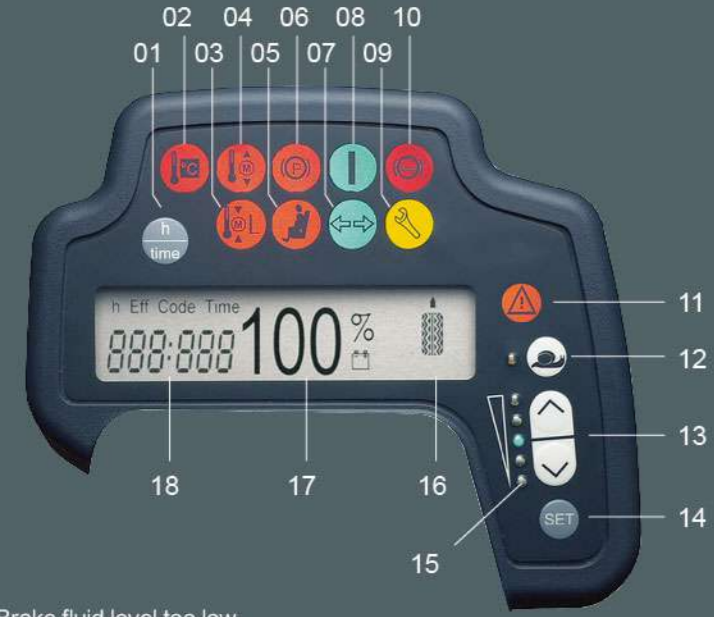 02 04 06 08 10
01 03 05 07 09
°C M P
M L
h
time
h Eff Code Time
888:888 100 %
11
12
13
18 17 16
SET 14
15
Brake fluid level too low